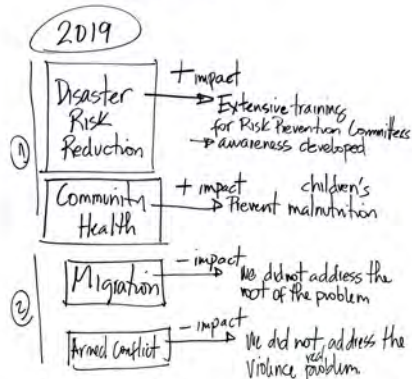 2019
1)
Disaster
Risk
Reduction
+ impact
Extensive training
for Risk Prevention Committees
→ awareness developed
Community
Health
+ impact
children's
Prevent malnutrition
2)
Migration
- impact
We did not address the
root of the problem
Armed Conflict
- impact
We did not address the
violence real problem.